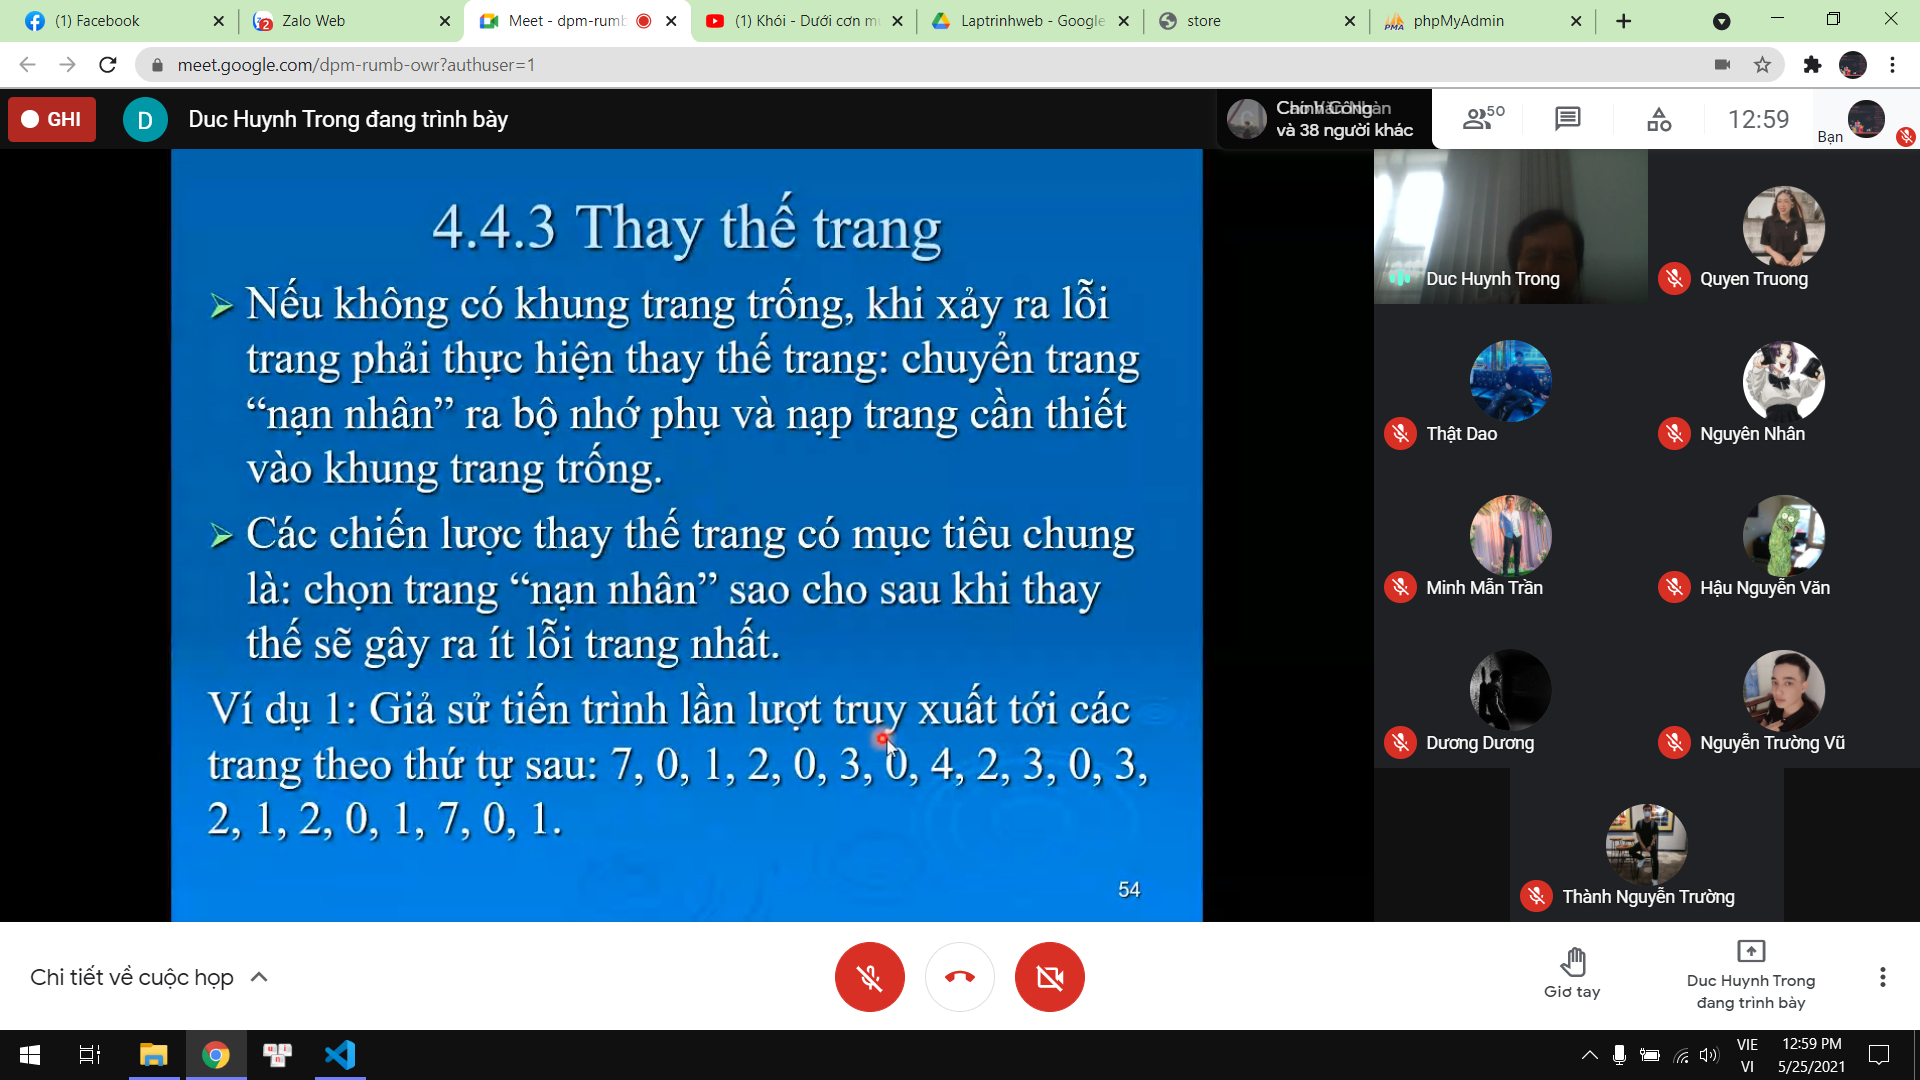 (1) Facebook
Zalo Web
Meet - dpm-rumb
(1) Khói - Dưới cơn m
Laptrinhweb - Google
store
phpMyAdmin
meet.google.com/dpm-rumb-owr?authuser=1
GHI
D
Duc Huynh Trong đang trình bày
và 38 người khác
50
12:59
Bạn
4.4.3 Thay thế trang
Nếu không có khung trang trống, khi xảy ra lỗi
trang phải thực hiện thay thế trang: chuyển trang
“nạn nhân” ra bộ nhớ phụ và nạp trang cần thiết
vào khung trang trống.
Các chiến lược thay thế trang có mục tiêu chung
là: chọn trang “nạn nhân” sao cho sau khi thay
thế sẽ gây ra ít lỗi trang nhất.
Ví dụ 1: Giả sử tiến trình lần lượt truy xuất tới các
trang theo thứ tự sau: 7, 0, 1, 2, 0, 3, 0, 4, 2, 3, 0, 3,
2, 1, 2, 0, 1, 7, 0, 1.
54
Duc Huynh Trong
Quyen Truong
Thật Dao
Nguyên Nhân
Minh Mẫn Trần
Hậu Nguyễn Văn
Dương Dương
Nguyễn Trường Vũ
Thành Nguyễn Trường
Chi tiết về cuộc họp
Giơ tay
Duc Huynh Trong
đang trình bày
VIE
VI
12:59 PM
5/25/2021